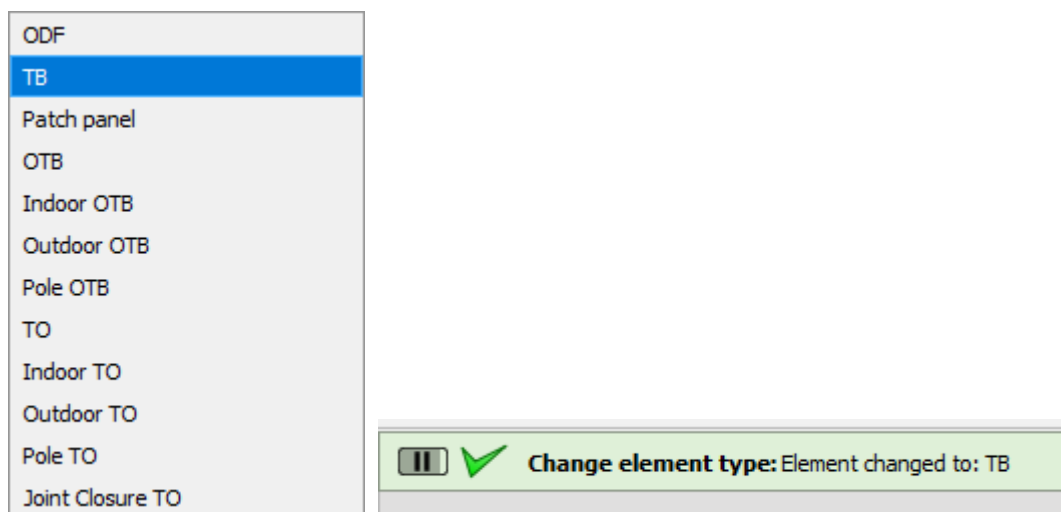 ODF
TB
Patch panel
OTB
Indoor OTB
Outdoor OTB
Pole OTB
TO
Indoor TO
Outdoor TO
Pole TO
Joint Closure TO
Change element type: Element changed to: TB